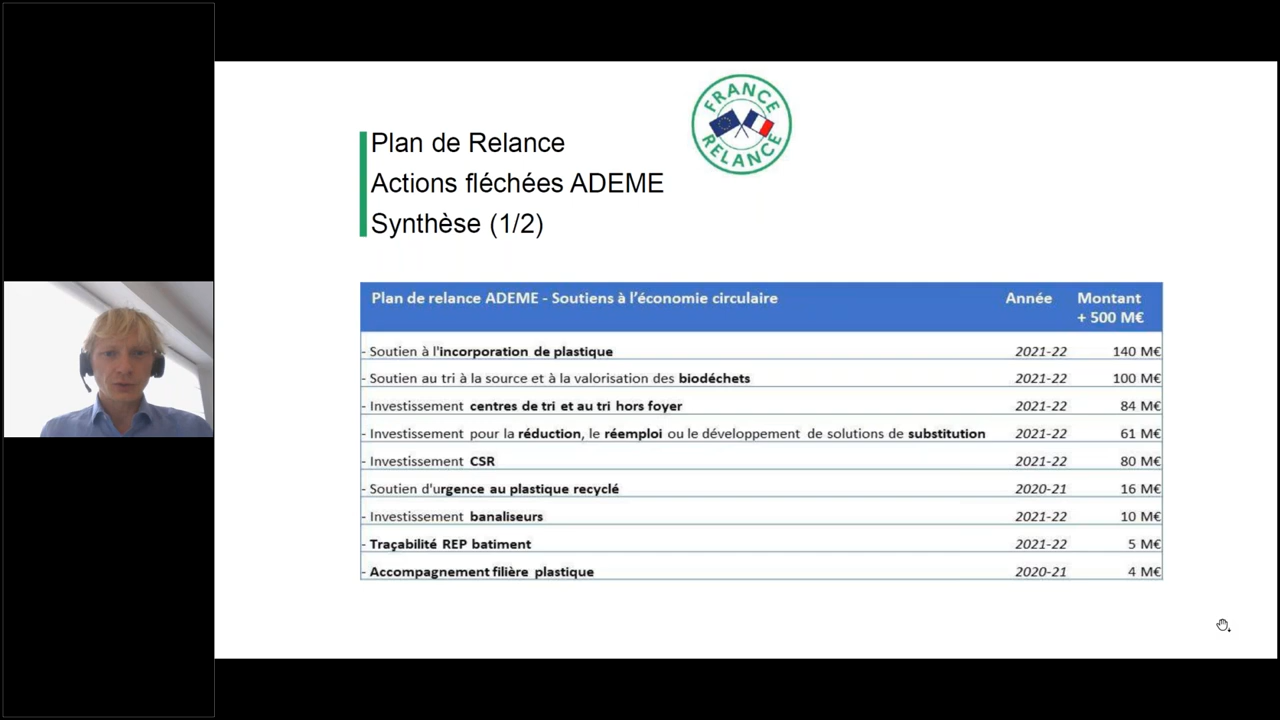 FRANCE
RELANCE
Plan de Relance
Actions fléchées ADEME
Synthèse (1/2)
Plan de relance ADEME - Soutiens à l'économie circulaire Année Montant
+ 500 M€
- Soutien à l'incorporation de plastique 2021-22 140 M€
- Soutien au tri à la source et à la valorisation des biodéchets 2021-22 100 M€
- Investissement centres de tri et au tri hors foyer 2021-22 84 M€
- Investissement pour la réduction, le réemploi ou le développement de solutions de substitution 2021-22 61 M€
- Investissement CSR 2021-22 80 M€
- Soutien d'urgence au plastique recyclé 2020-21 16 M€
- Investissement banaliseurs 2021-22 10 M€
- Traçabilité REP batiment 2021-22 5 M€
- Accompagnement filière plastique 2020-21 4 M€